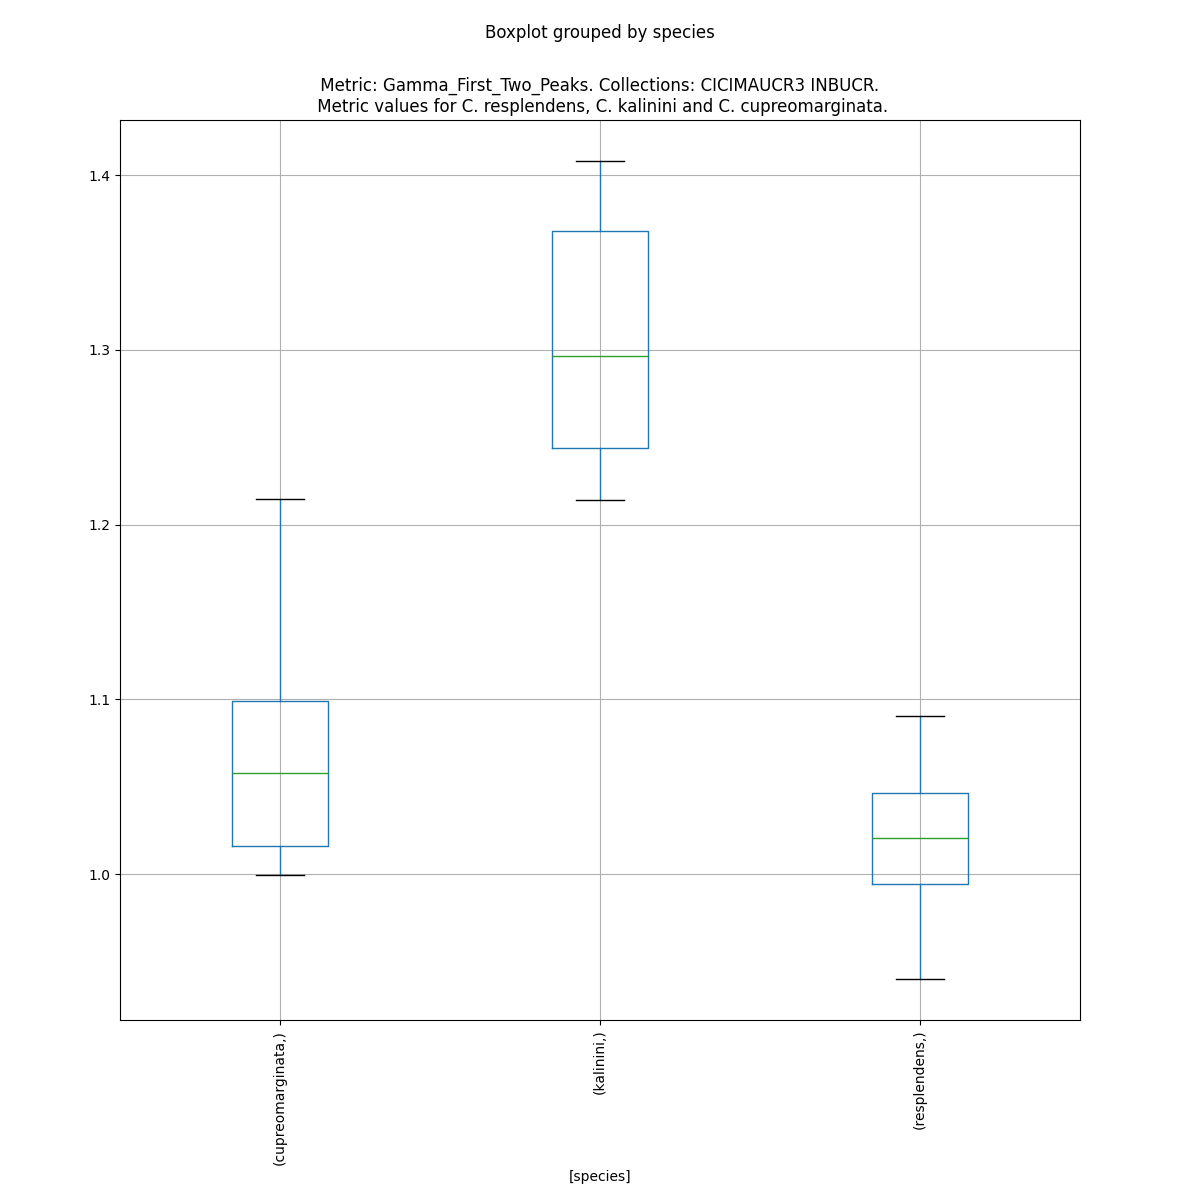 Boxplot grouped by species
Metric: Gamma_First_Two_Peaks. Collections: CICIMAUCR3 INBUCR.
Metric values for C. resplendens, C. kalinini and C. cupreomarginata.
1.4
1.3
1.2
1.1
1.0
(cupreomarginata,)
(kalinini,)
(resplendens,)
[species]